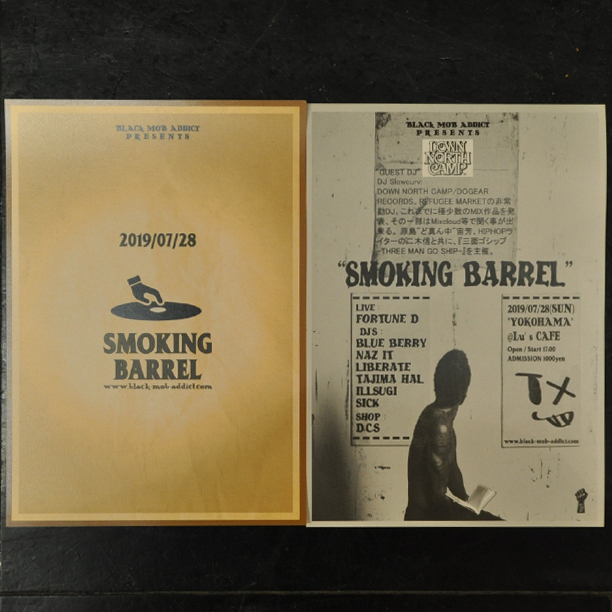 BLACK MOB ADDICT
PRESENTS
2019/07/28
SMOKING
BARREL
www.black-mob-addict.com
BLACK MOB ADDICT
PRESENTS
DOWN
NORTH
CAMP
"GUEST DJ"
DJ Slowcurv
DOWN NORTH CAMP/DOGEAR
RECORDS, REFUGEE MARKETの非常
勤DJ。これまでに極少数のMIX作品を発
表、その一部はMixcloud等で聞く事が出
来る。原島"ど真ん中"宙芳、HIPHOPラ
イターの二木信と共に、『三面ゴシップ
-THREE MAN GO SHIP-』を主催。
"SMOKING BARREL"
LIVE
FORTUNE D
DJS :
BLUE BERRY
NAZ IT
LIBERATE
TAJIMA HAL
ILLSUGI
SICK
SHOP
D.C.S
2019/07/28(SUN)
'YOKOHAMA'
@Lu's CAFE
Open / Start 17:00
ADMISSION 1000yen
www.black-mob-addict.com